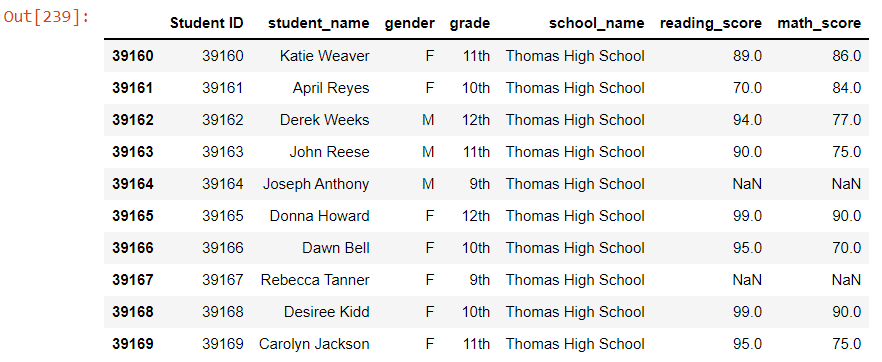 Out[239]:
Student ID student_name gender grade school_name reading_score math_score
39160 39160 Katie Weaver F 11th Thomas High School 89.0 86.0
39161 39161 April Reyes F 10th Thomas High School 70.0 84.0
39162 39162 Derek Weeks M 12th Thomas High School 94.0 77.0
39163 39163 John Reese M 11th Thomas High School 90.0 75.0
39164 39164 Joseph Anthony M 9th Thomas High School NaN NaN
39165 39165 Donna Howard F 12th Thomas High School 99.0 90.0
39166 39166 Dawn Bell F 10th Thomas High School 95.0 70.0
39167 39167 Rebecca Tanner F 9th Thomas High School NaN NaN
39168 39168 Desiree Kidd F 10th Thomas High School 99.0 90.0
39169 39169 Carolyn Jackson F 11th Thomas High School 95.0 75.0